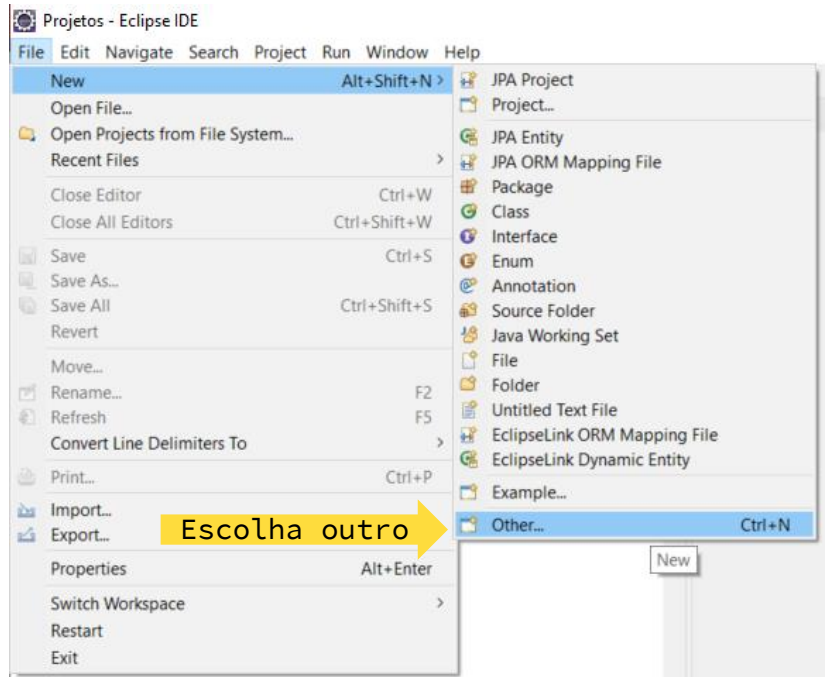 Projetos - Eclipse IDE
File Edit Navigate Search Project Run Window Help
New Alt+Shift+N >
Open File...
Open Projects from File System...
Recent Files >
Close Editor Ctrl+W
Close All Editors Ctrl+Shift+W
Save Ctrl+S
Save As...
Save All Ctrl+Shift+S
Revert
Move...
Rename... F2
Refresh F5
Convert Line Delimiters To >
Print... Ctrl+P
Import...
Export...
Properties Alt+Enter
Switch Workspace >
Restart
Exit
Escolha outro
JPA Project
Project...
JPA Entity
JPA ORM Mapping File
Package
Class
Interface
Enum
Annotation
Source Folder
Java Working Set
File
Folder
Untitled Text File
EclipseLink ORM Mapping File
EclipseLink Dynamic Entity
Example...
Other... Ctrl+N
New